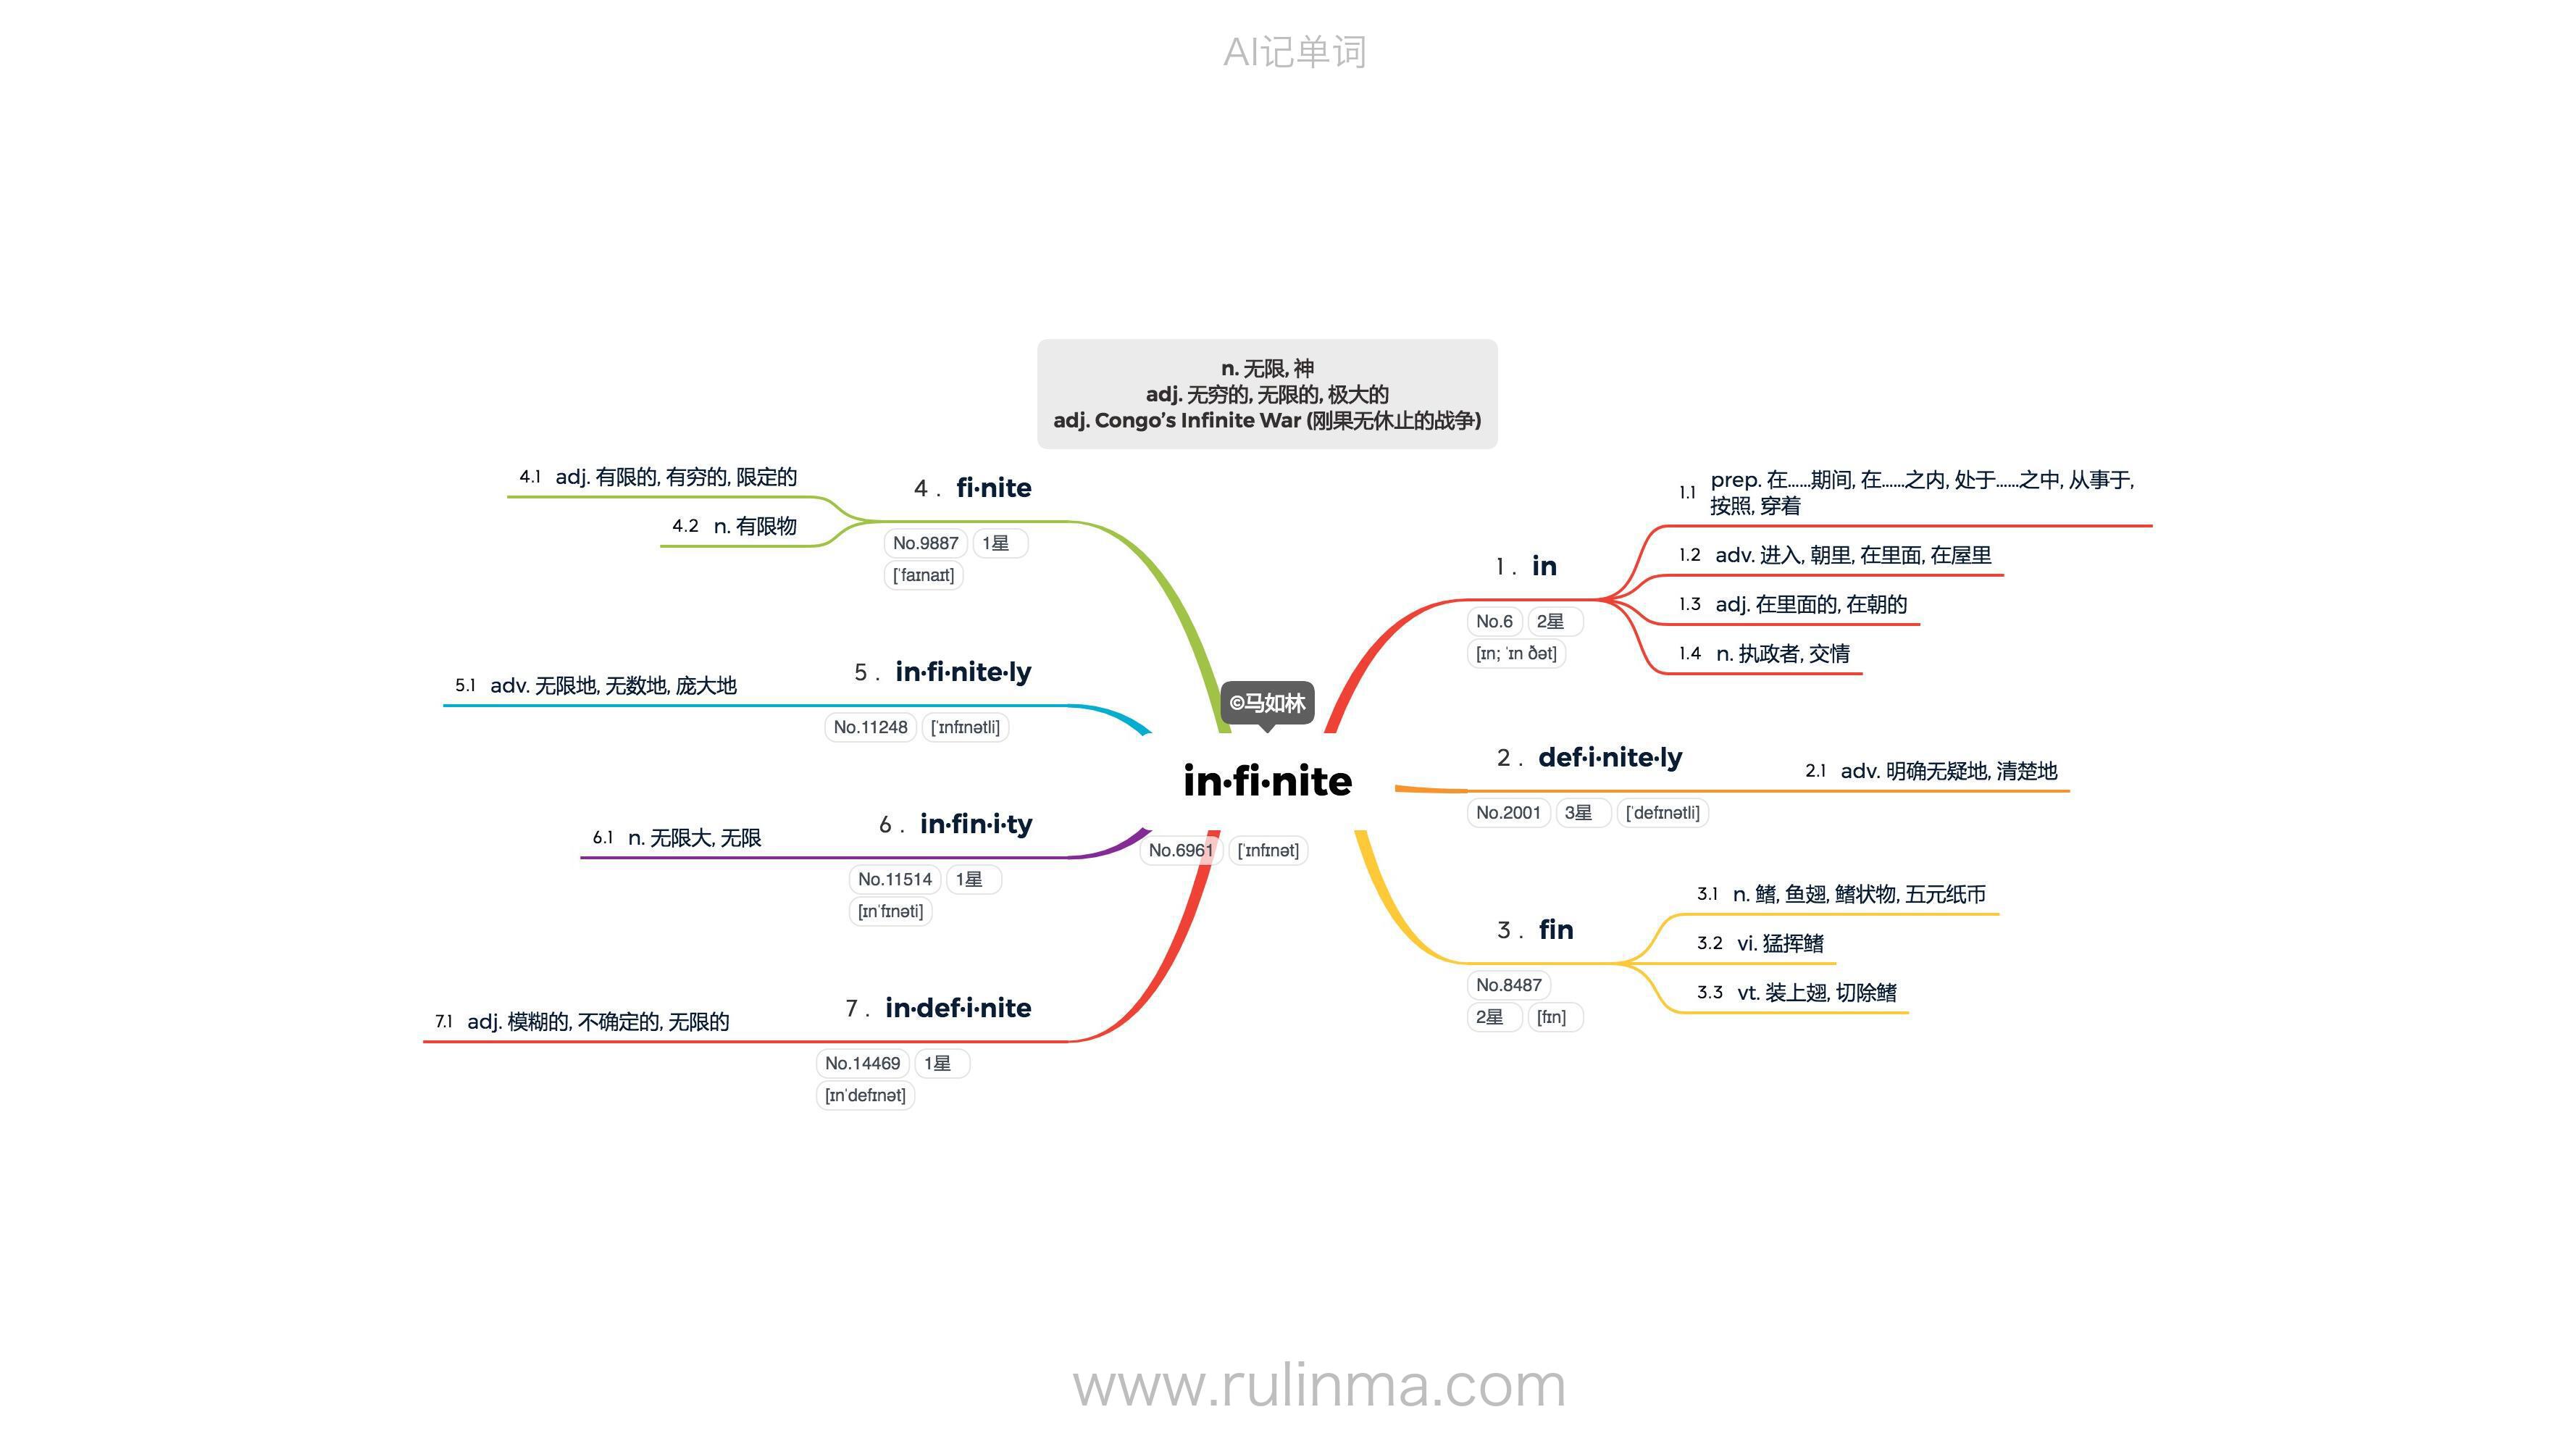 AI记单词
n. 无限, 神
adj. 无穷的, 无限的, 极大的
adj. Congo’s Infinite War (刚果无休止的战争)
©马如林
in·fi·nite
No.6961 [ˈɪnfɪnət]
1 . in
No.6 2星
[ɪn; ˈɪn ðət]
1.1 prep. 在……期间, 在……之内, 处于……之中, 从事于,
按照, 穿着
1.2 adv. 进入, 朝里, 在里面, 在屋里
1.3 adj. 在里面的, 在朝的
1.4 n. 执政者, 交情
2 . def·i·nite·ly
No.2001 3星 [ˈdefɪnətli]
2.1 adv. 明确无疑地, 清楚地
3 . fin
No.8487
2星 [fɪn]
3.1 n. 鳍, 鱼翅, 鳍状物, 五元纸币
3.2 vi. 猛挥鳍
3.3 vt. 装上翅, 切除鳍
4 . fi·nite
No.9887 1星
[ˈfaɪnaɪt]
4.1 adj. 有限的, 有穷的, 限定的
4.2 n. 有限物
5 . in·fi·nite·ly
No.11248 [ˈɪnfɪnətli]
5.1 adv. 无限地, 无数地, 庞大地
6 . in·fin·i·ty
No.11514 1星
[ɪnˈfɪnəti]
6.1 n. 无限大, 无限
7 . in·def·i·nite
No.14469 1星
[ɪnˈdefɪnət]
7.1 adj. 模糊的, 不确定的, 无限的
www.rulinma.com